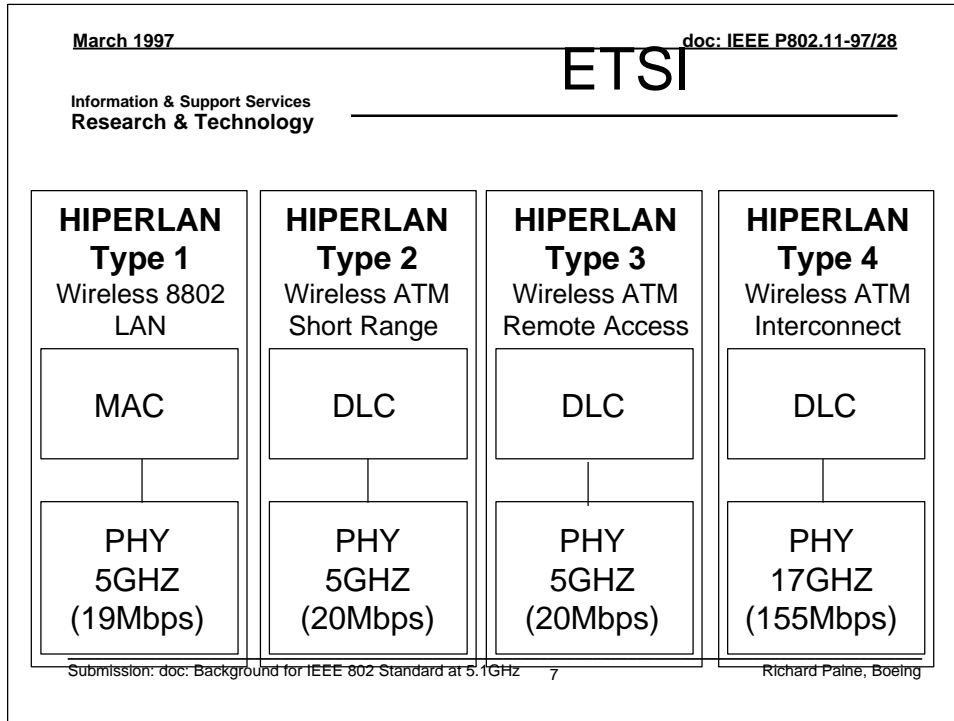 March 1997
doc: IEEE P802.11-97/28
ETSI
Information & Support Services
Research & Technology
HIPERLAN
Type 1
Wireless 8802
LAN
MAC
PHY
5GHZ
(19Mbps)
HIPERLAN
Type 2
Wireless ATM
Short Range
DLC
PHY
5GHZ
(20Mbps)
HIPERLAN
Type 3
Wireless ATM
Remote Access
DLC
PHY
5GHZ
(20Mbps)
HIPERLAN
Type 4
Wireless ATM
Interconnect
DLC
PHY
17GHZ
(155Mbps)
Submission: doc: Background for IEEE 802 Standard at 5.1GHz
7
Richard Paine, Boeing